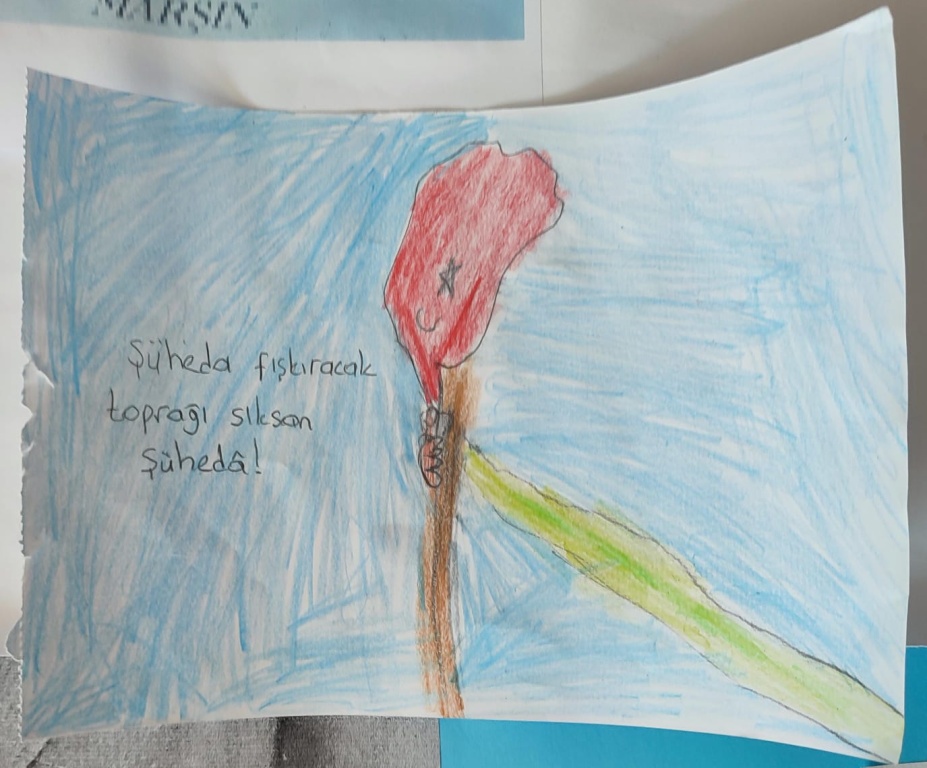 MARŞIN
Şüheda fışkıracak
toprağı sıksan
Şühedâ!